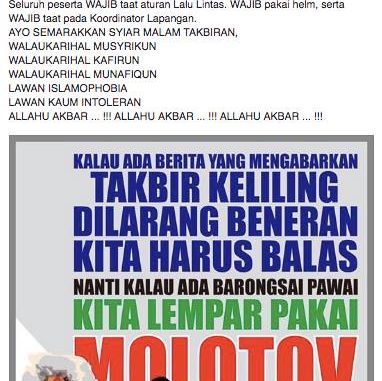 Seluruh peserta WAJIB taat aturan Lalu Lintas. WAJIB pakai helm, serta
WAJIB taat pada Koordinator Lapangan.
AYO SEMARAKKAN SYIAR MALAM TAKBIRAN,
WALAUKARIHAL MUSYRIKUN
WALAUKARIHAL KAFIRUN
WALAUKARIHAL MUNAFIQUN
LAWAN ISLAMOPHOBIA
LAWAN KAUM INTOLERAN
ALLAHU AKBAR ... !!! ALLAHU AKBAR ... !!! ALLAHU AKBAR ... !!!
KALAU ADA BERITA YANG MENGABARKAN
TAKBIR KELILING
DILARANG BENERAN
KITA HARUS BALAS
NANTI KALAU ADA BARONGSAI PAWAI
KITA LEMPAR PAKAI
MOLOTOV